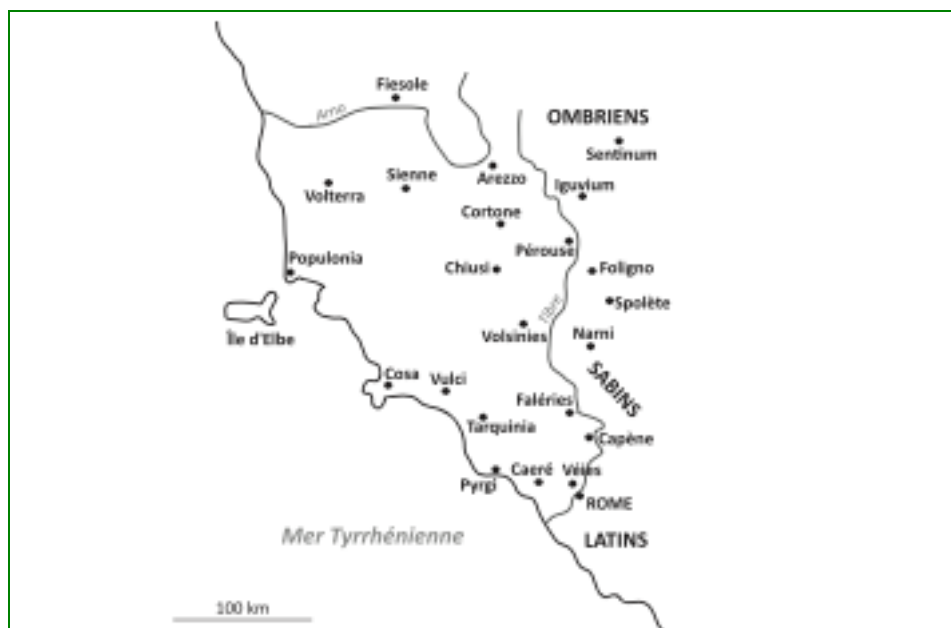 Fiesole
Arno
OMBRIENS
Sentinum
Sienne
Arezzo
Volterra
Iguvium
Cortone
Pérouse
Populonia
Chiusi
Foligno
Spolète
Tibre
Île d'Elbe
Volsinies
Narni
Cosa
Vulci
SABINS
Faléries
Tarquinia
Capène
Pyrgi
Caeré
Véies
ROME
Mer Tyrrhénienne
LATINS
100 km